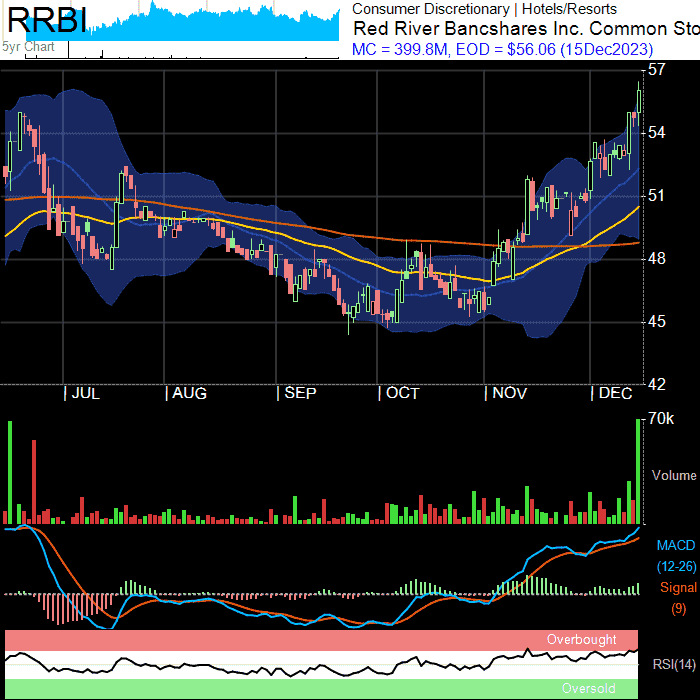 RRBI
5yr Chart
Consumer Discretionary | Hotels/Resorts
Red River Bancshares Inc. Common Sto
MC = 399.8M, EOD = $56.06 (15Dec2023)
57
54
51
48
45
42
| JUL | AUG | SEP | OCT | NOV | DEC
70k
Volume
MACD
(12-26)
Signal
(9)
Overbought
RSI(14)
Oversold